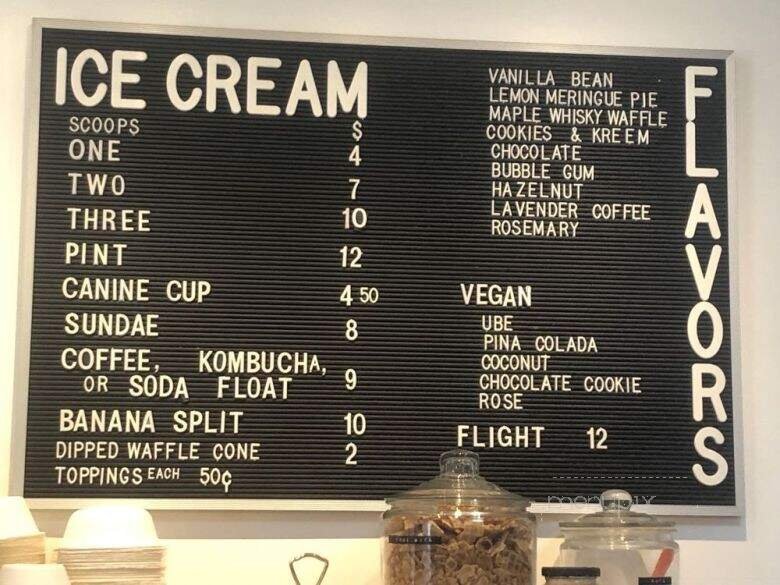 ICE CREAM
SCOOPS $
ONE 4
TWO 7
THREE 10
PINT 12
CANINE CUP 4 50
SUNDAE 8
COFFEE, KOMBUCHA,
OR SODA FLOAT 9
BANANA SPLIT 10
DIPPED WAFFLE CONE 2
TOPPINGS EACH 50¢
VANILLA BEAN
LEMON MERINGUE PIE
MAPLE WHISKY WAFFLE
COOKIES & KREEM
CHOCOLATE
BUBBLE GUM
HAZELNUT
LAVENDER COFFEE
ROSEMARY
VEGAN
UBE
PINA COLADA
COCONUT
CHOCOLATE COOKIE
ROSE
FLIGHT 12
FLAVORS
menupix